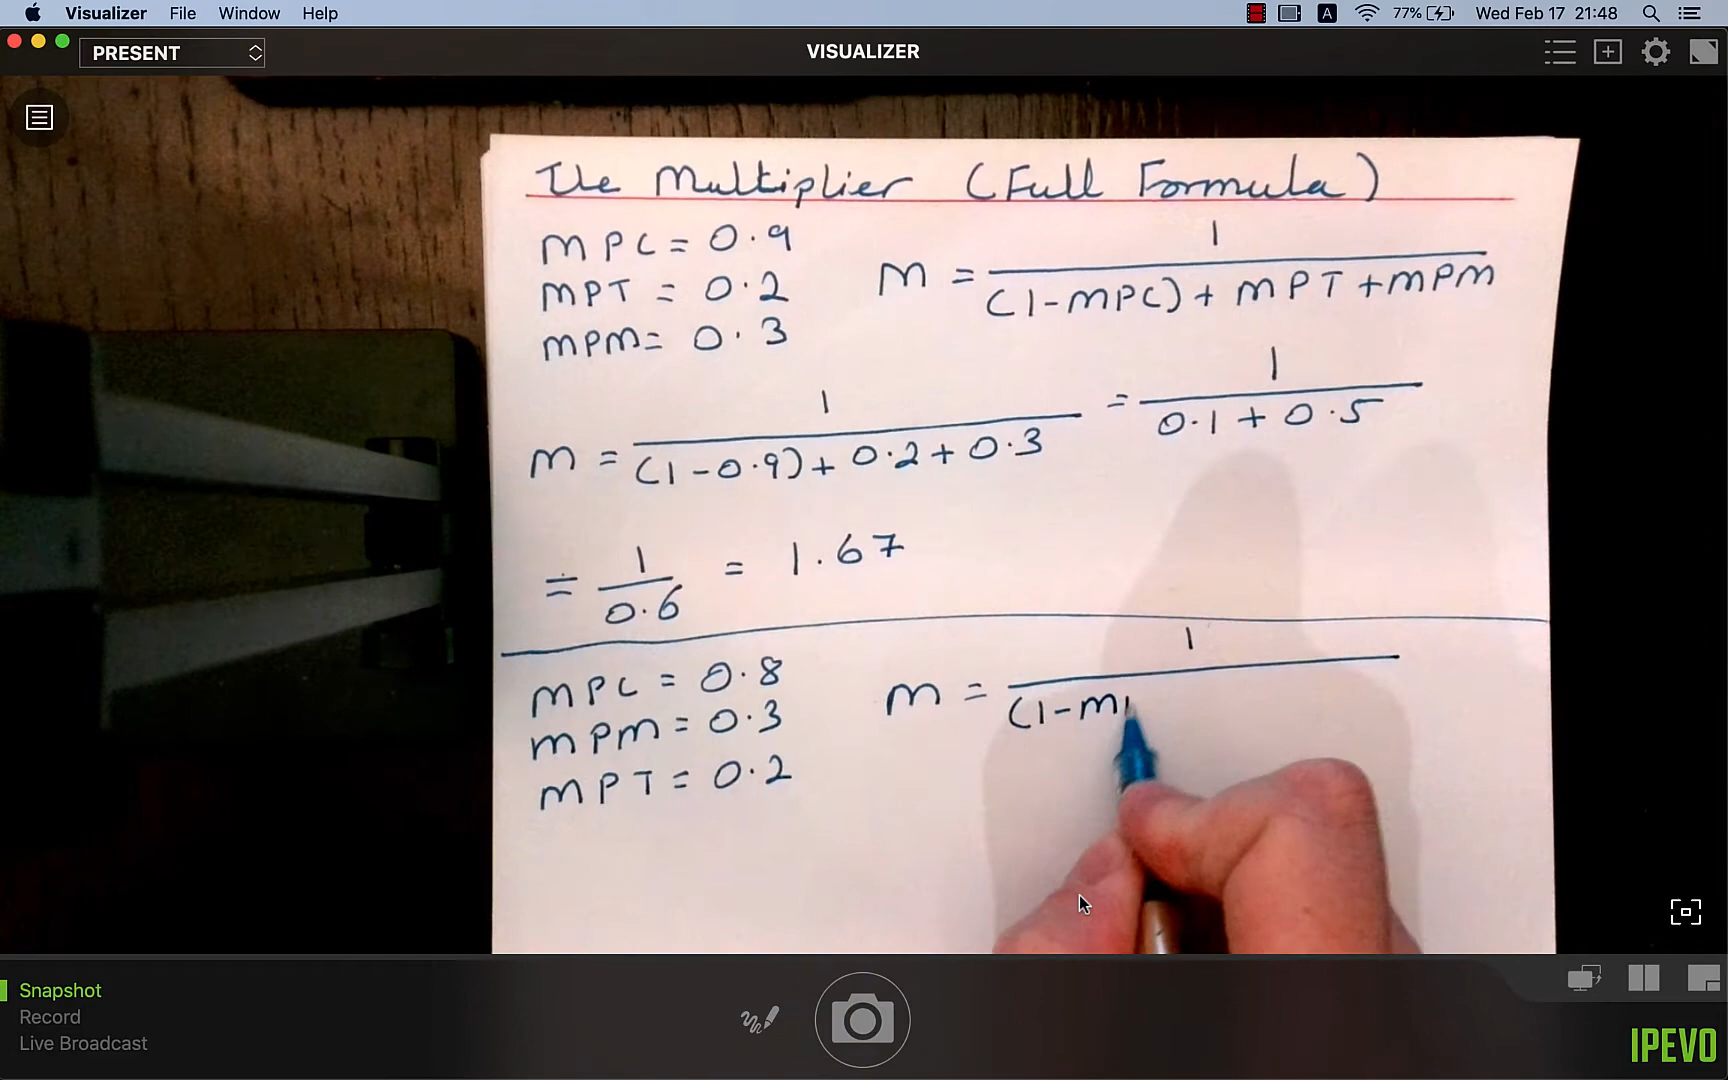 Visualizer File Window Help A 77% Wed Feb 17 21:48
PRESENT VISUALIZER
The Multiplier (Full Formula)
MPC = 0.9
MPT = 0.2
MPM = 0.3
1
M = (1-MPC) + MPT + MPM
1
M = (1-0.9) + 0.2 + 0.3
1
= 0.1 + 0.5
1
= 0.6 = 1.67
MPC = 0.8
MPM = 0.3
MPT = 0.2
1
M = (1-M
Snapshot
Record
Live Broadcast
IPEVO